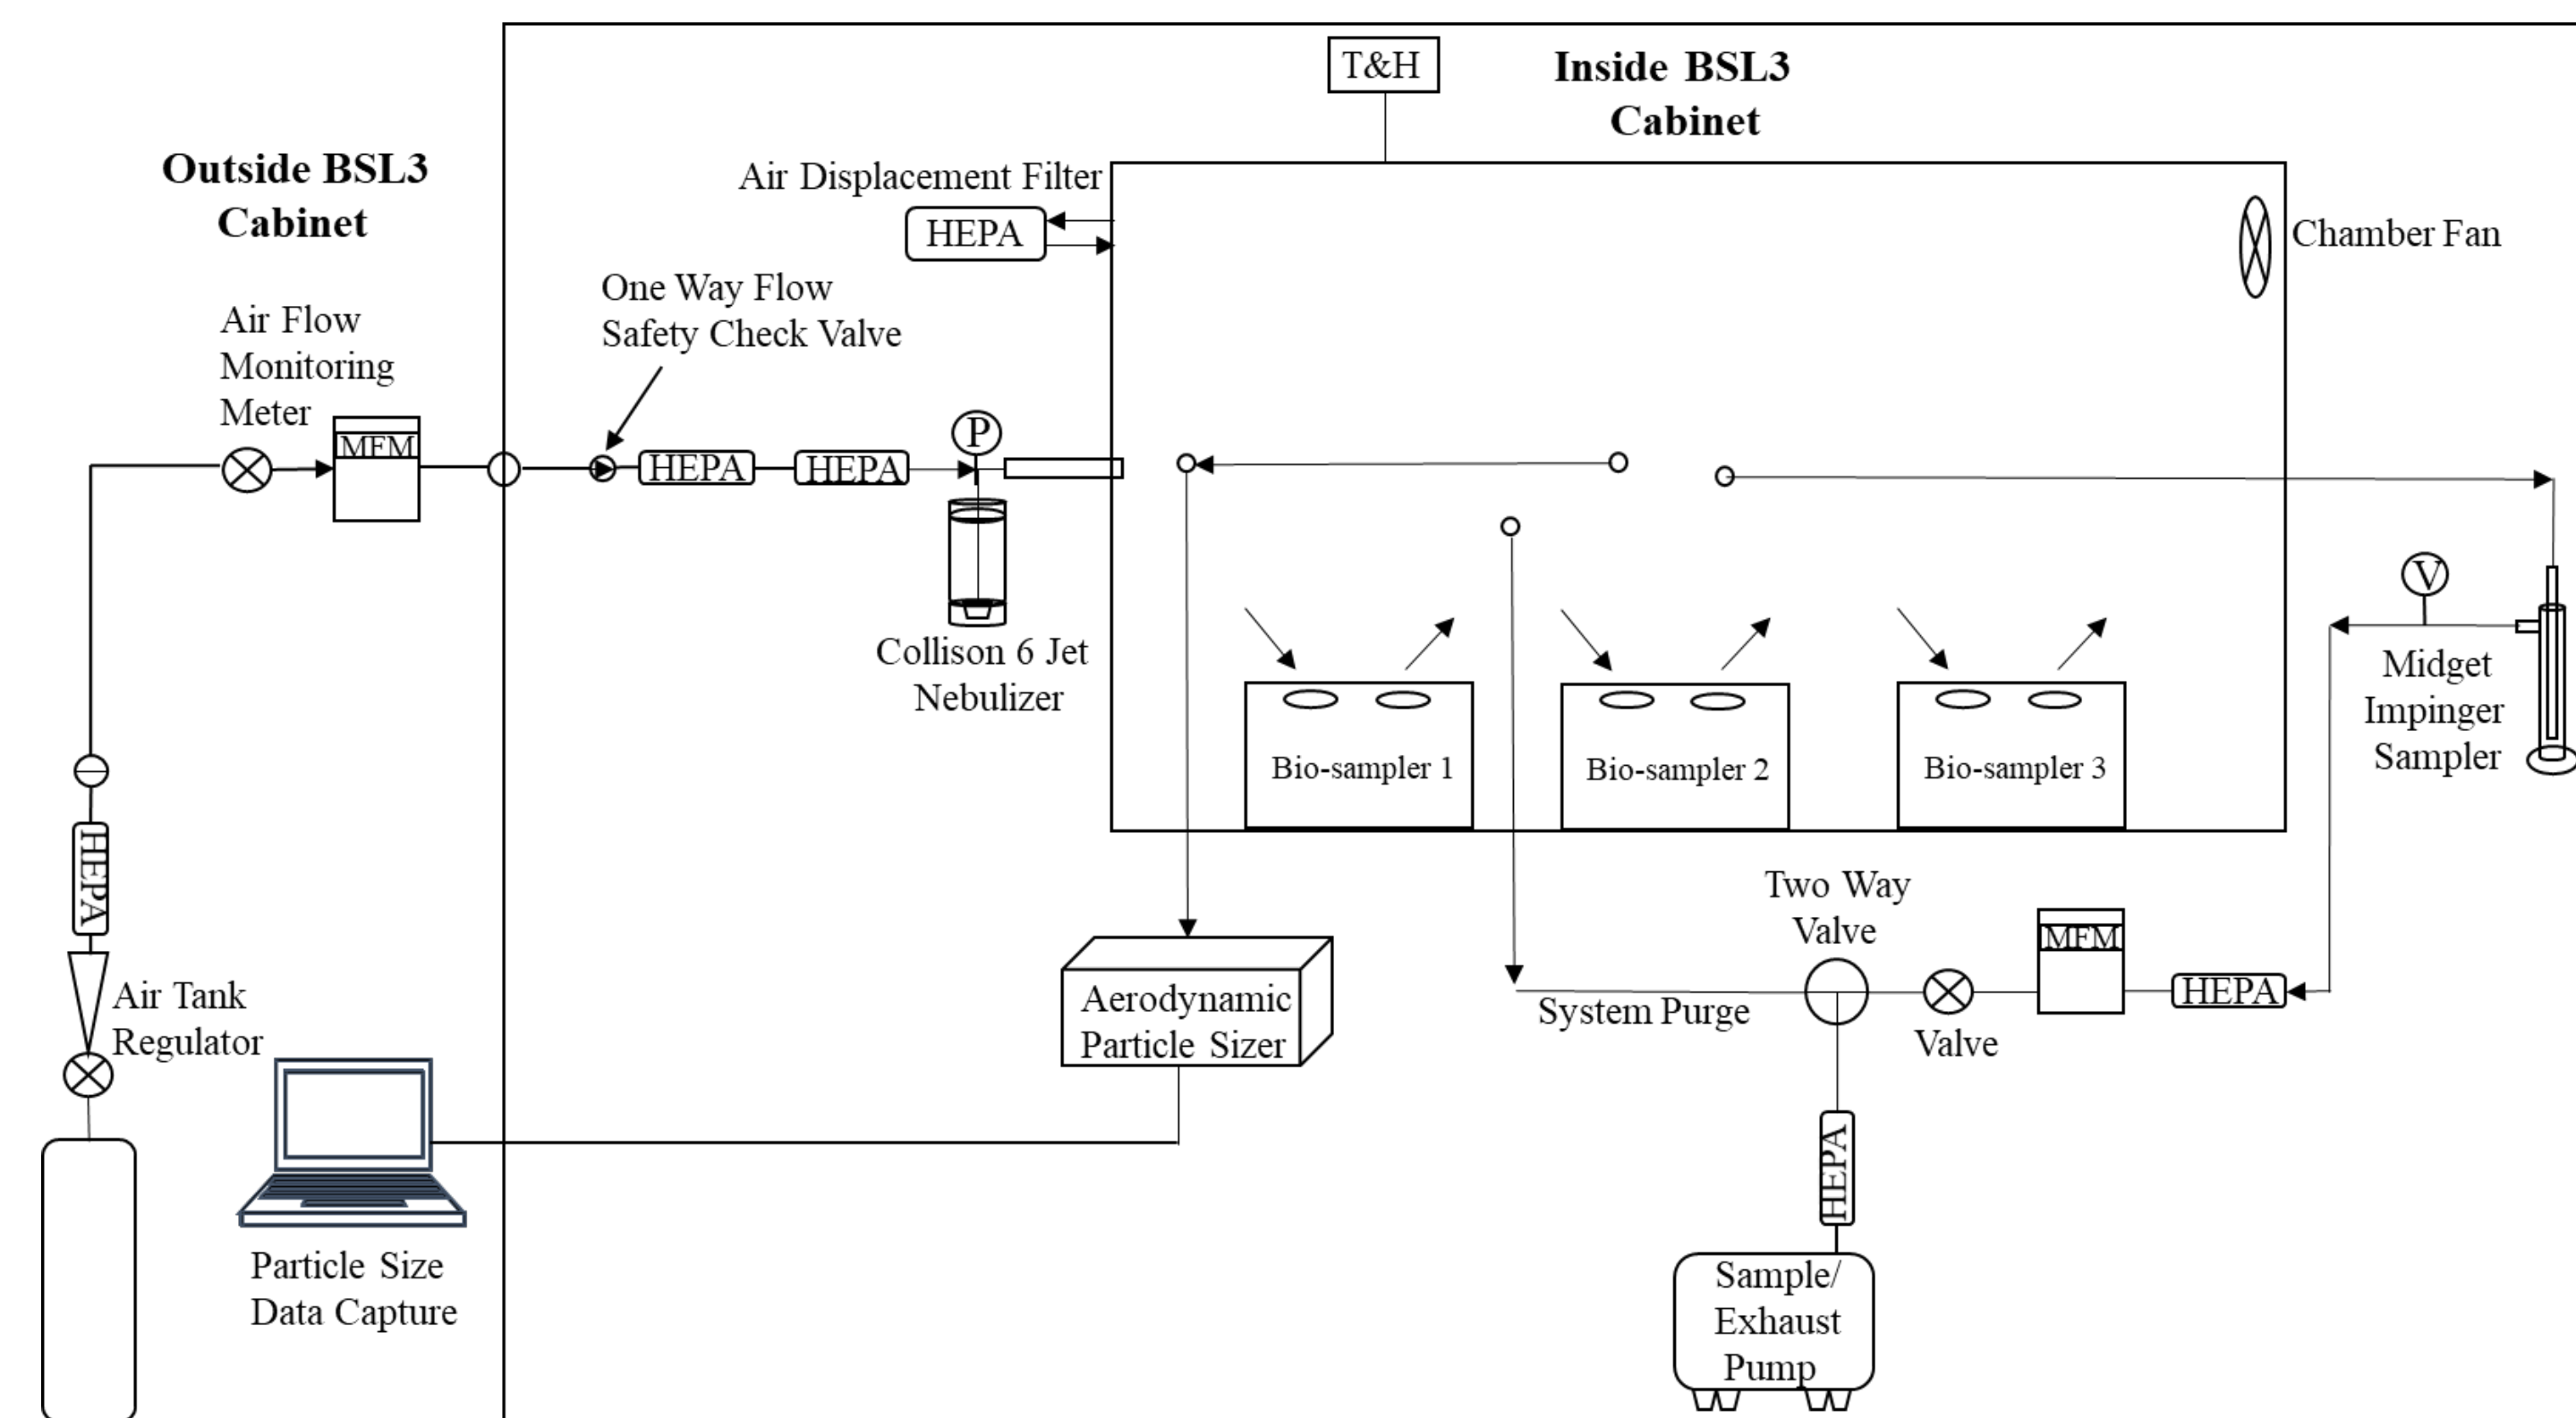 T&H
Inside BSL3
Cabinet
Outside BSL3
Cabinet
Air Displacement Filter
HEPA
Chamber Fan
One Way Flow
Safety Check Valve
Air Flow
Monitoring
Meter
MFM
HEPA
HEPA
P
Collison 6 Jet
Nebulizer
V
Midget
Impinger
Sampler
Bio-sampler 1
Bio-sampler 2
Bio-sampler 3
HEPA
Air Tank
Regulator
Aerodynamic
Particle Sizer
System Purge
Two Way
Valve
Valve
MFM
HEPA
HEPA
Particle Size
Data Capture
Sample/
Exhaust
Pump